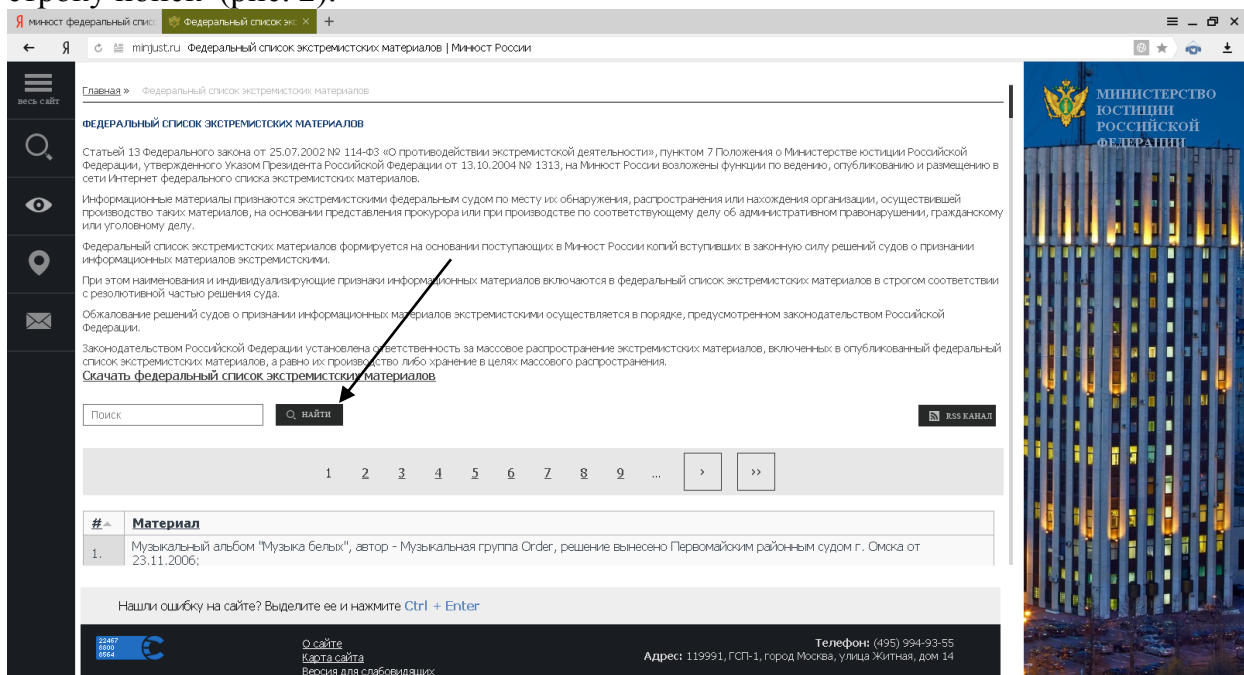 строку поиск (рис. 2).
минюст федеральный спис
Федеральный список экс
minjust.ru Федеральный список экстремистских материалов | Минюст России
весь сайт
Главная » Федеральный список экстремистских материалов
ФЕДЕРАЛЬНЫЙ СПИСОК ЭКСТРЕМИСТСКИХ МАТЕРИАЛОВ
Статьей 13 Федерального закона от 25.07.2002 № 114-ФЗ «О противодействии экстремистской деятельности», пунктом 7 Положения о Министерстве юстиции Российской
Федерации, утвержденного Указом Президента Российской Федерации от 13.10.2004 № 1313, на Минюст России возложены функции по ведению, опубликованию и размещению в
сети Интернет федерального списка экстремистских материалов.
Информационные материалы признаются экстремистскими федеральным судом по месту их обнаружения, распространения или нахождения организации, осуществившей
производство таких материалов, на основании представления прокурора или при производстве по соответствующему делу об административном правонарушении, гражданскому
или уголовному делу.
Федеральный список экстремистских материалов формируется на основании поступающих в Минюст России копий вступивших в законную силу решений судов о признании
информационных материалов экстремистскими.
При этом наименования и индивидуализирующие признаки информационных материалов включаются в федеральный список экстремистских материалов в строгом соответствии
с резолютивной частью решения суда.
Обжалование решений судов о признании информационных материалов экстремистскими осуществляется в порядке, предусмотренном законодательством Российской
Федерации.
Законодательством Российской Федерации установлена ответственность за массовое распространение экстремистских материалов, включенных в опубликованный федеральный
список экстремистских материалов, а равно их производство либо хранение в целях массового распространения.
Скачать федеральный список экстремистских материалов
Поиск
НАЙТИ
RSS КАНАЛ
1 2 3 4 5 6 7 8 9 ... › ››
# Материал
1. Музыкальный альбом "Музыка белых", автор - Музыкальная группа Order, решение вынесено Первомайским районным судом г. Омска от
23.11.2006;
Нашли ошибку на сайте? Выделите ее и нажмите Ctrl + Enter
22467
8800
8564
О сайте
Карта сайта
Версия для слабовидящих
Телефон: (495) 994-93-55
Адрес: 119991, ГСП-1, город Москва, улица Житная, дом 14
МИНИСТЕРСТВО
ЮСТИЦИИ
РОССИЙСКОЙ
ФЕДЕРАЦИИ